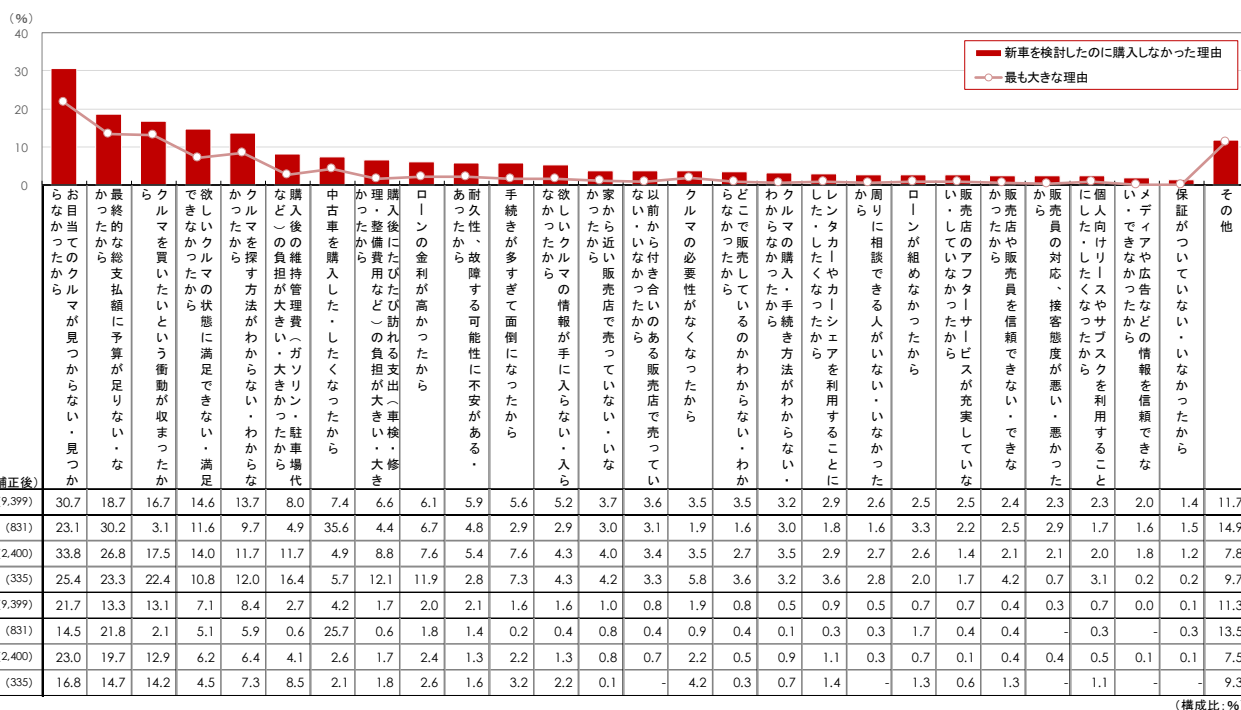 （%）
40
30
20
10
0
新車を検討したのに購入しなかった理由
最も大きな理由
お目当てのクルマが見つからない・見つか
らなかったから
最終的な総支払額に予算が足りない・な
かったから
クルマを買いたいという衝動が収まったか
ら
欲しいクルマの状態に満足できない・満足
できなかったから
クルマを探す方法がわからない・わからな
かったから
購入後の維持管理費（ガソリン・駐車場代
など）の負担が大きい・大きかったから
中古車を購入した・したくなったから
購入後にたびたび訪れる支出（車検・修
理・整備費用など）の負担が大きい・大き
かったから
ローンの金利が高かったから
耐久性、故障する可能性に不安がある・
あったから
手続きが多すぎて面倒になったから
欲しいクルマの情報が手に入らない・入ら
なかったから
家から近い販売店で売っていない・いな
かったから
以前から付き合いのある販売店で売ってい
ない・いなかったから
クルマの必要性がなくなったから
どこで販売しているのかわからない・わか
らなかったから
クルマの購入・手続き方法がわからない・
わからなかったから
レンタカーやカーシェアを利用することに
した・したくなったから
周りに相談できる人がいない・いなかった
から
ローンが組めなかったから
販売店のアフターサービスが充実していな
い・していなかったから
販売店や販売員を信頼できない・できな
かったから
販売員の対応、接客態度が悪い・悪かった
から
個人向けリースやサブスクを利用すること
にした・したくなったから
メディアや広告などの情報を信頼できな
い・できなかったから
保証がついていない・いなかったから
その他
補正後）
9,399) 30.7 18.7 16.7 14.6 13.7 8.0 7.4 6.6 6.1 5.9 5.6 5.2 3.7 3.6 3.5 3.5 3.2 2.9 2.6 2.5 2.5 2.4 2.3 2.3 2.0 1.4 11.7
(831) 23.1 30.2 3.1 11.6 9.7 4.9 35.6 4.4 6.7 4.8 2.9 2.9 3.0 3.1 1.9 1.6 3.0 1.8 1.6 3.3 2.2 2.5 2.9 1.7 1.6 1.5 14.9
2,400) 33.8 26.8 17.5 14.0 11.7 11.7 4.9 8.8 7.6 5.4 7.6 4.3 4.0 3.4 3.5 2.7 3.5 2.9 2.7 2.6 1.4 2.1 2.1 2.0 1.8 1.2 7.8
(335) 25.4 23.3 22.4 10.8 12.0 16.4 5.7 12.1 11.9 2.8 7.3 4.3 4.2 3.3 5.8 3.6 3.2 3.6 2.8 2.0 1.7 4.2 0.7 3.1 0.2 0.2 9.7
9,399) 21.7 13.3 13.1 7.1 8.4 2.7 4.2 1.7 2.0 2.1 1.6 1.6 1.0 0.8 1.9 0.8 0.5 0.9 0.5 0.7 0.7 0.4 0.3 0.7 0.0 0.1 11.3
(831) 14.5 21.8 2.1 5.1 5.9 0.6 25.7 0.6 1.8 1.4 0.2 0.4 0.8 0.4 0.9 0.4 0.1 0.3 0.3 1.7 0.4 0.4 - 0.3 - 0.3 13.5
2,400) 23.0 19.7 12.9 6.2 6.4 4.1 2.6 1.7 2.4 1.3 2.2 1.3 0.8 0.7 2.2 0.5 0.9 1.1 0.3 0.7 0.1 0.4 0.4 0.5 0.1 0.1 7.5
(335) 16.8 14.7 14.2 4.5 7.3 8.5 2.1 1.8 2.6 1.6 3.2 2.2 0.1 - 4.2 0.3 0.7 1.4 - 1.3 0.6 1.3 - 1.1 - - 9.3
（構成比：%